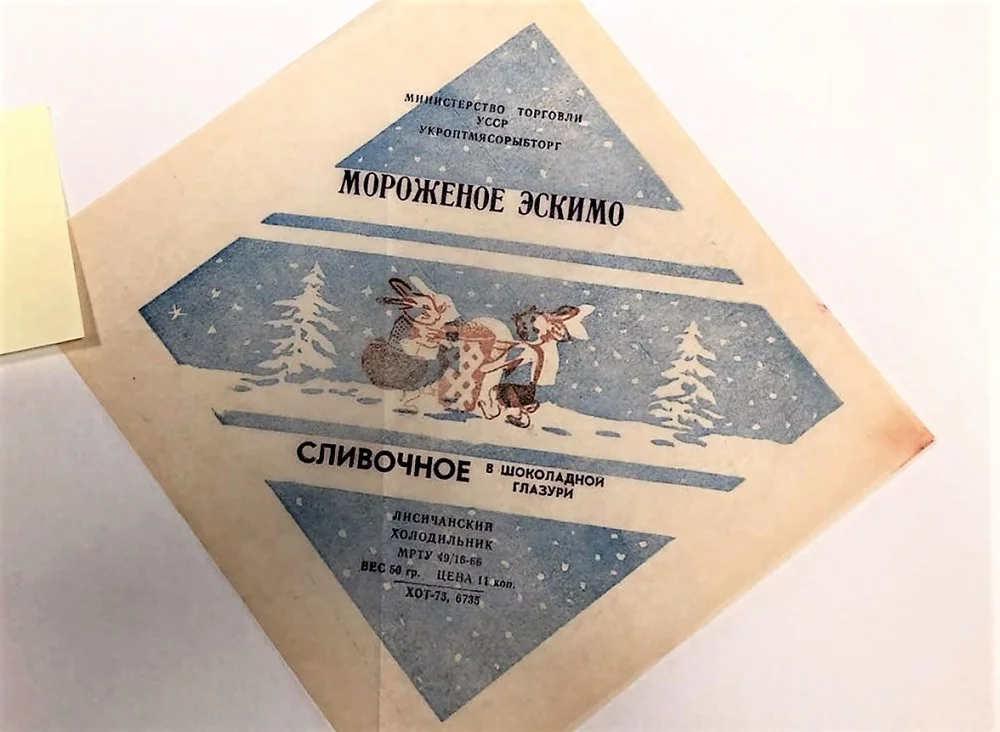 МИНИСТЕРСТВО ТОРГОВЛИ
УССР
УКРОПТМЯСОРЫБТОРГ
МОРОЖЕНОЕ ЭСКИМО
СЛИВОЧНОЕ В ШОКОЛАДНОЙ
ГЛАЗУРИ
ЛИСИЧАНСКИЙ
ХОЛОДИЛЬНИК
МРТУ 49/16-66
ВЕС 50 гр. ЦЕНА 11 коп.
ХОТ-73, 6735